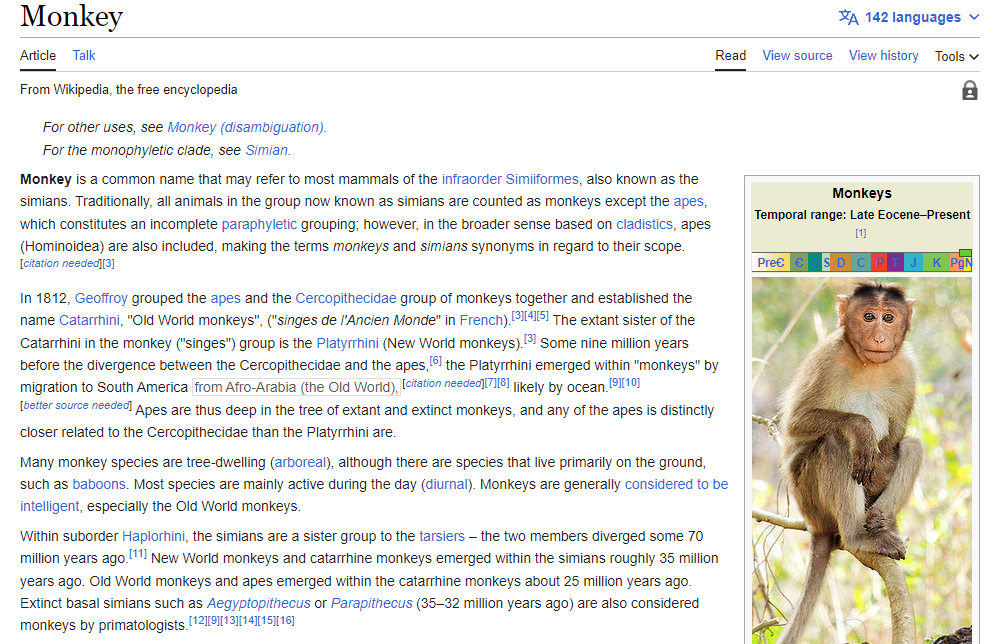 Monkey
142 languages
Article Talk Read View source View history Tools
From Wikipedia, the free encyclopedia
For other uses, see Monkey (disambiguation).
For the monophyletic clade, see Simian.
Monkey is a common name that may refer to most mammals of the infraorder Simiiformes, also known as the
simians. Traditionally, all animals in the group now known as simians are counted as monkeys except the apes,
which constitutes an incomplete paraphyletic grouping; however, in the broader sense based on cladistics, apes
(Hominoidea) are also included, making the terms monkeys and simians synonyms in regard to their scope.
[citation needed][3]
In 1812, Geoffroy grouped the apes and the Cercopithecidae group of monkeys together and established the
name Catarrhini, "Old World monkeys", ("singes de l'Ancien Monde" in French).[3][4][5] The extant sister of the
Catarrhini in the monkey ("singes") group is the Platyrrhini (New World monkeys).[3] Some nine million years
before the divergence between the Cercopithecidae and the apes,[6] the Platyrrhini emerged within "monkeys" by
migration to South America from Afro-Arabia (the Old World),[citation needed][7][8] likely by ocean.[9][10]
[better source needed] Apes are thus deep in the tree of extant and extinct monkeys, and any of the apes is distinctly
closer related to the Cercopithecidae than the Platyrrhini are.
Many monkey species are tree-dwelling (arboreal), although there are species that live primarily on the ground,
such as baboons. Most species are mainly active during the day (diurnal). Monkeys are generally considered to be
intelligent, especially the Old World monkeys.
Within suborder Haplorhini, the simians are a sister group to the tarsiers – the two members diverged some 70
million years ago.[11] New World monkeys and catarrhine monkeys emerged within the simians roughly 35 million
years ago. Old World monkeys and apes emerged within the catarrhine monkeys about 25 million years ago.
Extinct basal simians such as Aegyptopithecus or Parapithecus (35–32 million years ago) are also considered
monkeys by primatologists.[12][9][13][14][15][16]
Monkeys
Temporal range: Late Eocene–Present
[1]
PreꞒ Ꞓ O S D C P T J K Pg N